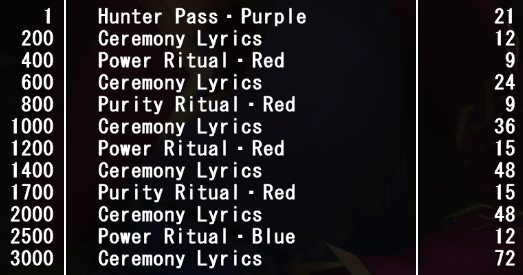 1 Hunter Pass・Purple 21
200 Ceremony Lyrics 12
400 Power Ritual・Red 9
600 Ceremony Lyrics 24
800 Purity Ritual・Red 9
1000 Ceremony Lyrics 36
1200 Power Ritual・Red 15
1400 Ceremony Lyrics 48
1700 Purity Ritual・Red 15
2000 Ceremony Lyrics 48
2500 Power Ritual・Blue 12
3000 Ceremony Lyrics 72